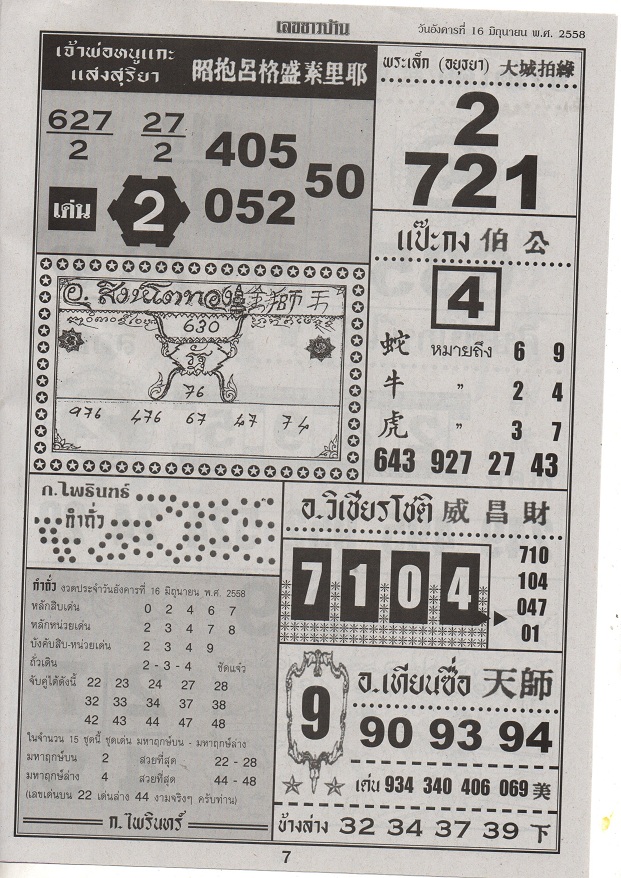 เลขชาวบ้าน
วันอังคารที่ 16 มิถุนายน พ.ศ. 2558
เจ้าพ่อหนูแกะ
แสงสุริยา
昭抱呂格盛素里耶
627 27
2 2
405 50
เด่น 2 052
พระเล็ก (อยุธยา) 大城拍綠
2
721
แป๊ะกง 伯公
4
蛇 หมายถึง 6 9
牛 " 2 4
虎 " 3 7
643 927 27 43
อ. สิงห์โตทอง 金獅王
630
76
976 476 67 47 74
ก.ไพรินทร์
กำถั่ว
กำถั่ว งวดประจำวันอังคารที่ 16 มิถุนายน พ.ศ. 2558
หลักสิบเด่น 0 2 4 6 7
หลักหน่วยเด่น 2 3 4 7 8
บังคับสิบ-หน่วยเด่น 2 3 4 9
ถั่วเดิน 2 - 3 - 4 ชัดแจ๋ว
จับคู่ได้ดังนี้ 22 23 24 27 28
32 33 34 37 38
42 43 44 47 48
ในจำนวน 15 ชุดนี้ ชุดเด่น มหาฤกษ์บน - มหาฤกษ์ล่าง
มหาฤกษ์บน 2 สวยที่สุด 22 - 28
มหาฤกษ์ล่าง 4 สวยที่สุด 44 - 48
(เลขเด่นบน 22 เด่นล่าง 44 งามจริงๆ ครับท่าน)
ก.ไพรินทร์
อ.วิเชียรโชติ 威昌財
7 1 0 4
710
104
047
01
9
อ.เทียนซือ 天師
90 93 94
เด่น 934 340 406 069 美
ข้างล่าง 32 34 37 39 下
7